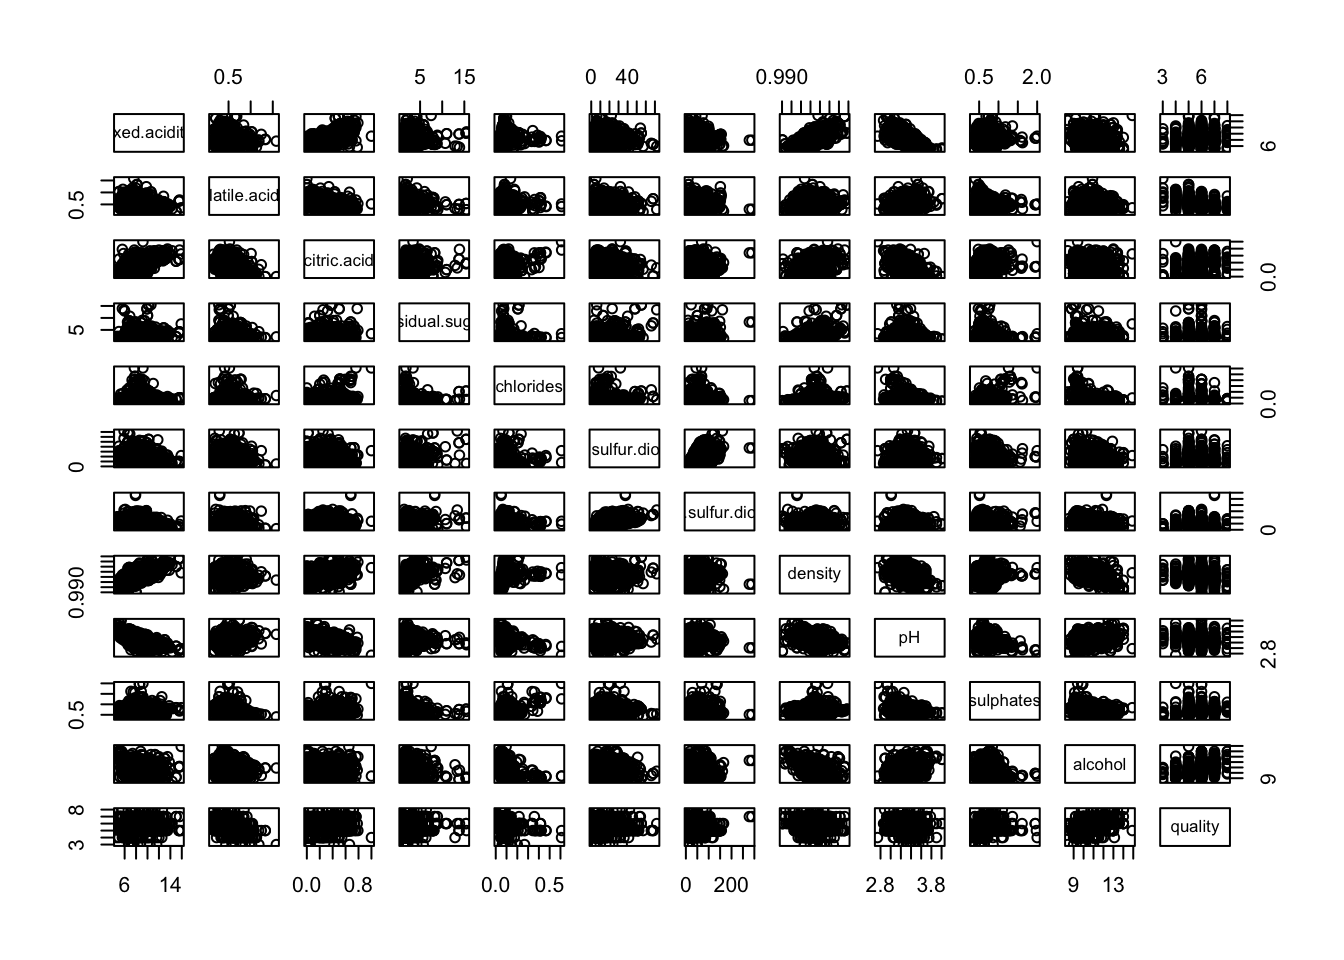 0.5 5 15 0 40 0.990 0.5 2.0 3 6
xed.acidit 6
0.5 latile.acid
citric.acid 0.0
5 sidual.sug
chlorides 0.0
0 sulfur.dio
sulfur.dio 0
0.990 density
pH 2.8
0.5 sulphates
alcohol 9
3 8 quality
6 14 0.0 0.8 0.0 0.5 0 200 2.8 3.8 9 13